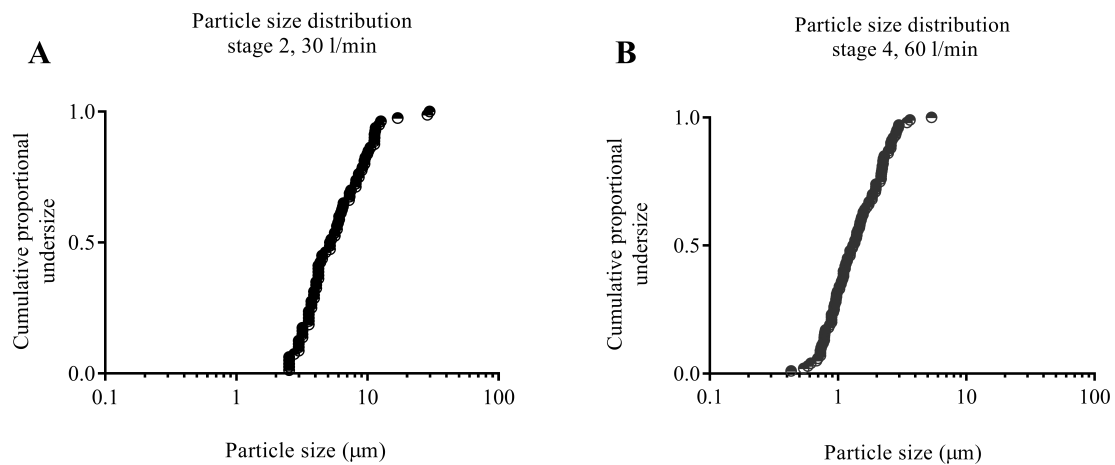 A
Particle size distribution
stage 2, 30 l/min
Cumulative proportional
undersize
1.0
0.5
0.0
0.1
1
10
100
Particle size (μm)
B
Particle size distribution
stage 4, 60 l/min
Cumulative proportional
undersize
1.0
0.5
0.0
0.1
1
10
100
Particle size (μm)